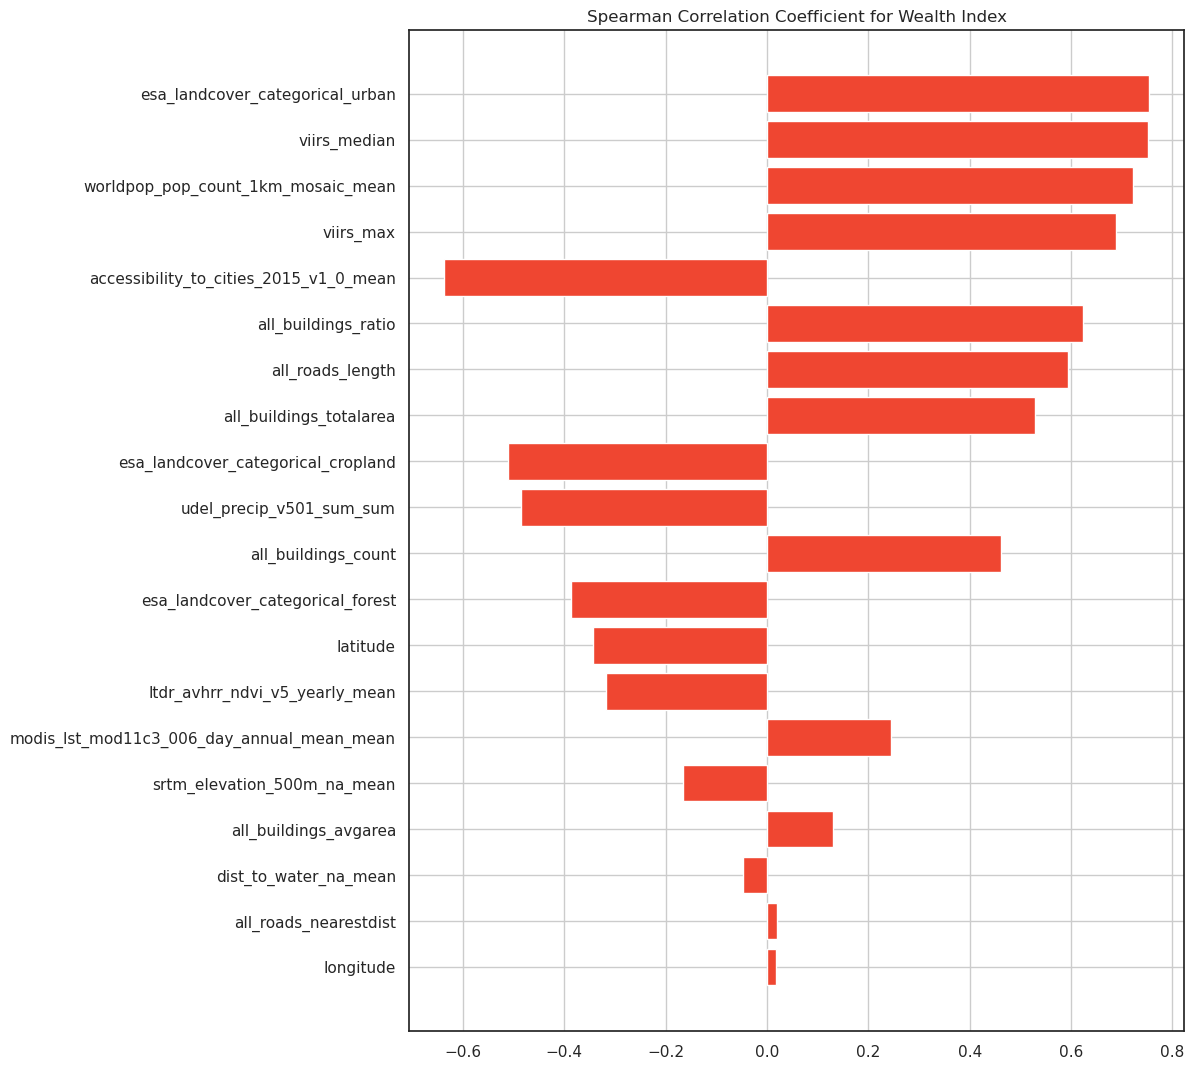 Spearman Correlation Coefficient for Wealth Index
esa_landcover_categorical_urban
viirs_median
worldpop_pop_count_1km_mosaic_mean
viirs_max
accessibility_to_cities_2015_v1_0_mean
all_buildings_ratio
all_roads_length
all_buildings_totalarea
esa_landcover_categorical_cropland
udel_precip_v501_sum_sum
all_buildings_count
esa_landcover_categorical_forest
latitude
ltdr_avhrr_ndvi_v5_yearly_mean
modis_lst_mod11c3_006_day_annual_mean_mean
srtm_elevation_500m_na_mean
all_buildings_avgarea
dist_to_water_na_mean
all_roads_nearestdist
longitude
−0.6 −0.4 −0.2 0.0 0.2 0.4 0.6 0.8